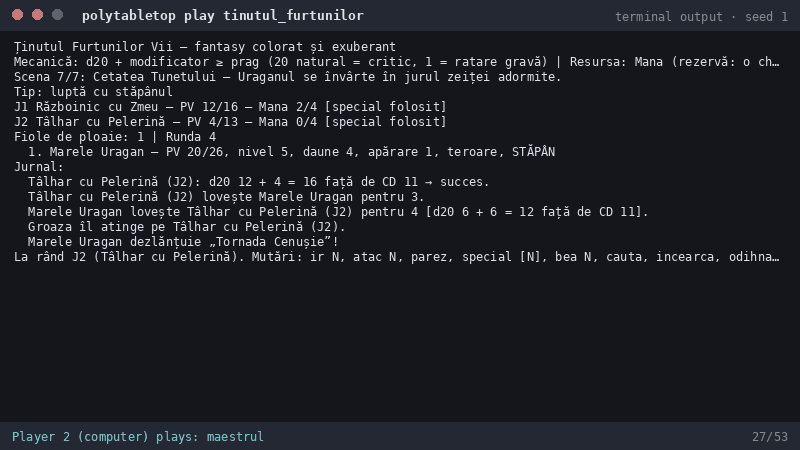 polytabletop play tinutul_furtunilor
terminal output · seed 1
Ținutul Furtunilor Vii — fantasy colorat și exuberant
Mecanică: d20 + modificator ≥ prag (20 natural = critic, 1 = ratare gravă) | Resursa: Mana (rezervă: o ch…
Scena 7/7: Cetatea Tunetului — Uraganul se învârte în jurul zeiței adormite.
Tip: luptă cu stăpânul
J1 Războinic cu Zmeu — PV 12/16 — Mana 2/4 [special folosit]
J2 Tâlhar cu Pelerină — PV 4/13 — Mana 0/4 [special folosit]
Fiole de ploaie: 1 | Runda 4
1. Marele Uragan — PV 20/26, nivel 5, daune 4, apărare 1, teroare, STĂPÂN
Jurnal:
Tâlhar cu Pelerină (J2): d20 12 + 4 = 16 față de CD 11 → succes.
Tâlhar cu Pelerină (J2) lovește Marele Uragan pentru 3.
Marele Uragan lovește Tâlhar cu Pelerină (J2) pentru 4 [d20 6 + 6 = 12 față de CD 11].
Groaza îl atinge pe Tâlhar cu Pelerină (J2).
Marele Uragan dezlănțuie „Tornada Cenușie”!
La rând J2 (Tâlhar cu Pelerină). Mutări: ir N, atac N, parez, special [N], bea N, cauta, incearca, odihna…
Player 2 (computer) plays: maestrul
27/53